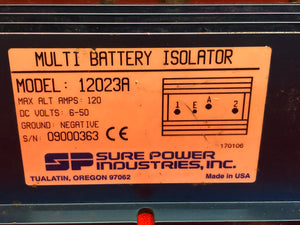 MULTI BATTERY ISOLATOR
MODEL: 12023A
MAX ALT AMPS: 120
DC VOLTS: 6-50
GROUND: NEGATIVE
S/N: 09000363 CE
1 E A 2
170106
SP SURE POWER
INDUSTRIES, INC.
TUALATIN, OREGON 97062
Made in USA